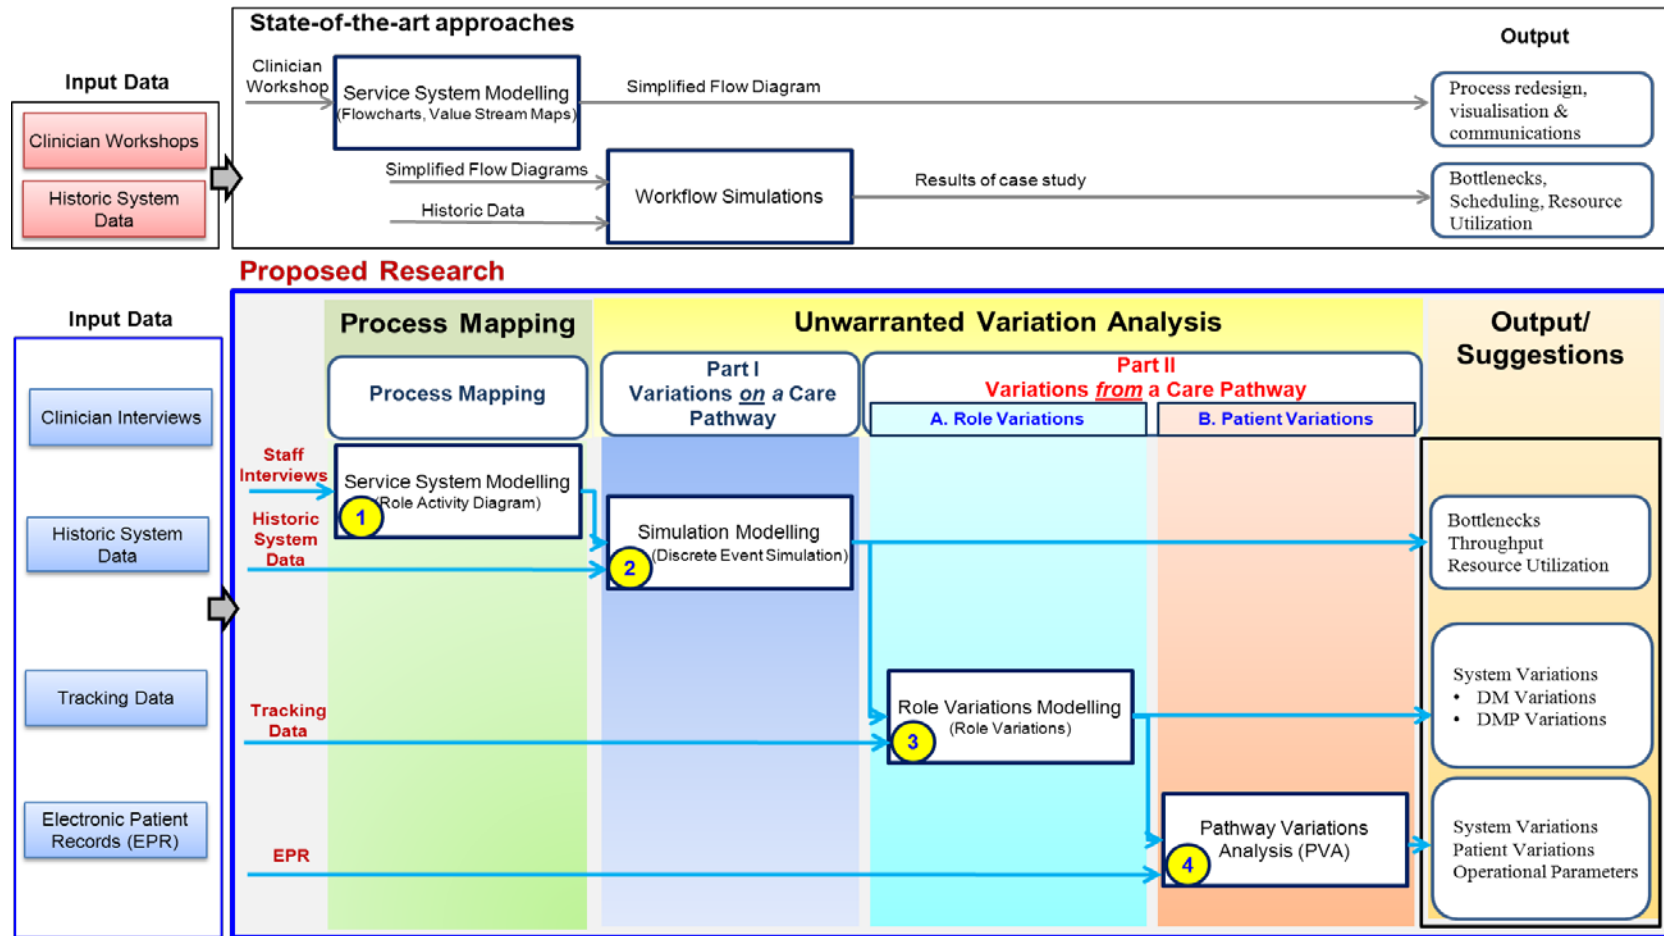 State-of-the-art approaches
Output
Input Data
Clinician Workshops
Historic System
Data
Clinician
Workshop
Service System Modelling
(Flowcharts, Value Stream Maps)
Simplified Flow Diagram
Process redesign,
visualisation &
communications
Simplified Flow Diagrams
Historic Data
Workflow Simulations
Results of case study
Bottlenecks,
Scheduling, Resource
Utilization
Proposed Research
Input Data
Clinician Interviews
Historic System
Data
Tracking Data
Electronic Patient
Records (EPR)
Process Mapping
Unwarranted Variation Analysis
Output/
Suggestions
Process Mapping
Part I
Variations on a Care
Pathway
Part II
Variations from a Care Pathway
A. Role Variations
B. Patient Variations
Staff
Interviews
Service System Modelling
(Role Activity Diagram)
1
Historic
System
Data
Simulation Modelling
(Discrete Event Simulation)
2
Bottlenecks
Throughput
Resource Utilization
Tracking
Data
Role Variations Modelling
(Role Variations)
3
System Variations
• DM Variations
• DMP Variations
EPR
Pathway Variations
Analysis (PVA)
4
System Variations
Patient Variations
Operational Parameters